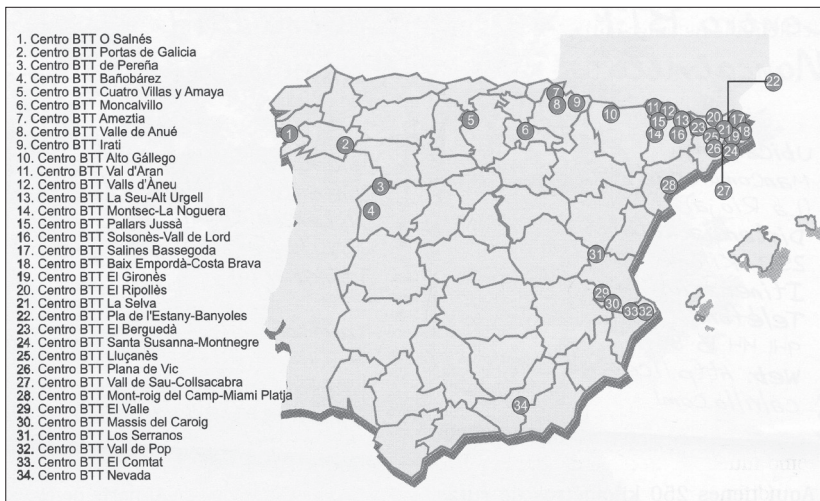 1. Centro BTT O Salnés
2. Centro BTT Portas de Galicia
3. Centro BTT de Pereña
4. Centro BTT Bañobárez
5. Centro BTT Cuatro Villas y Amaya
6. Centro BTT Moncalvillo
7. Centro BTT Ameztia
8. Centro BTT Valle de Anué
9. Centro BTT Irati
10. Centro BTT Alto Gállego
11. Centro BTT Val d'Aran
12. Centro BTT Valls d'Àneu
13. Centro BTT La Seu-Alt Urgell
14. Centro BTT Montsec-La Noguera
15. Centro BTT Pallars Jussà
16. Centro BTT Solsonès-Vall de Lord
17. Centro BTT Salines Bassegoda
18. Centro BTT Baix Empordà-Costa Brava
19. Centro BTT El Gironès
20. Centro BTT El Ripollès
21. Centro BTT La Selva
22. Centro BTT Pla de l'Estany-Banyoles
23. Centro BTT El Berguedà
24. Centro BTT Santa Susanna-Montnegre
25. Centro BTT Lluçanès
26. Centro BTT Plana de Vic
27. Centro BTT Vall de Sau-Collsacabra
28. Centro BTT Mont-roig del Camp-Miami Platja
29. Centro BTT El Valle
30. Centro BTT Massis del Caroig
31. Centro BTT Los Serranos
32. Centro BTT Vall de Pop
33. Centro BTT El Comtat
34. Centro BTT Nevada
22
7
8
9
10
11
12
15
13
14
16
23
20
17
21
18
19
25
26
24
5
6
1
2
3
4
28
27
31
29
30
33
32
34